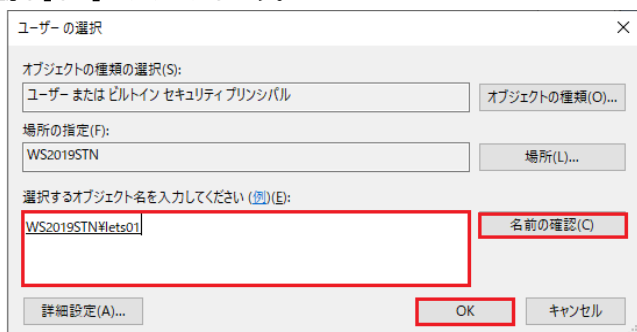 ユーザー の選択
オブジェクトの種類の選択(S):
ユーザー または ビルトイン セキュリティ プリンシパル
オブジェクトの種類(O)...
場所の指定(F):
WS2019STN
場所(L)...
選択するオブジェクト名を入力してください (例)(E):
WS2019STN¥lets01
名前の確認(C)
詳細設定(A)...
OK
キャンセル